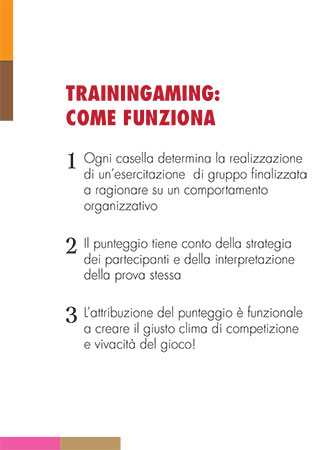 TRAININGAMING:
COME FUNZIONA
1 Ogni casella determina la realizzazione
di un'esercitazione di gruppo finalizzata
a ragionare su un comportamento
organizzativo
2 Il punteggio tiene conto della strategia
dei partecipanti e della interpretazione
della prova stessa
3 L'attribuzione del punteggio è funzionale
a creare il giusto clima di competizione
e vivacità del gioco!